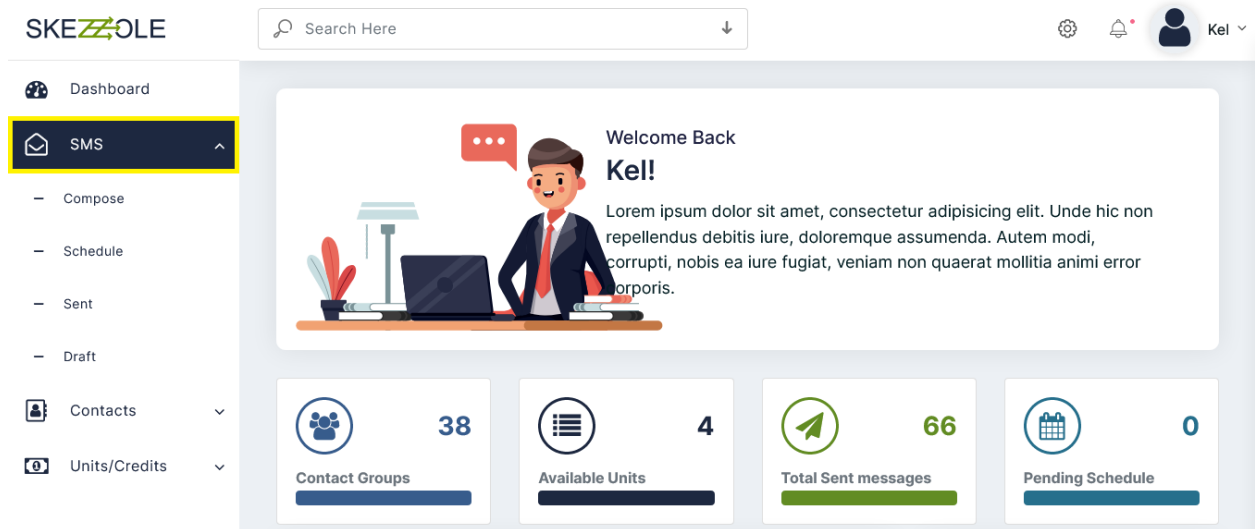 SKEZZOLE
Search Here
Kel
Dashboard
SMS
Compose
Schedule
Sent
Draft
Contacts
Units/Credits
Welcome Back
Kel!
Lorem ipsum dolor sit amet, consectetur adipisicing elit. Unde hic non
repellendus debitis iure, doloremque assumenda. Autem modi,
corrupti, nobis ea iure fugiat, veniam non quaerat mollitia animi error
corporis.
38
Contact Groups
4
Available Units
66
Total Sent messages
0
Pending Schedule